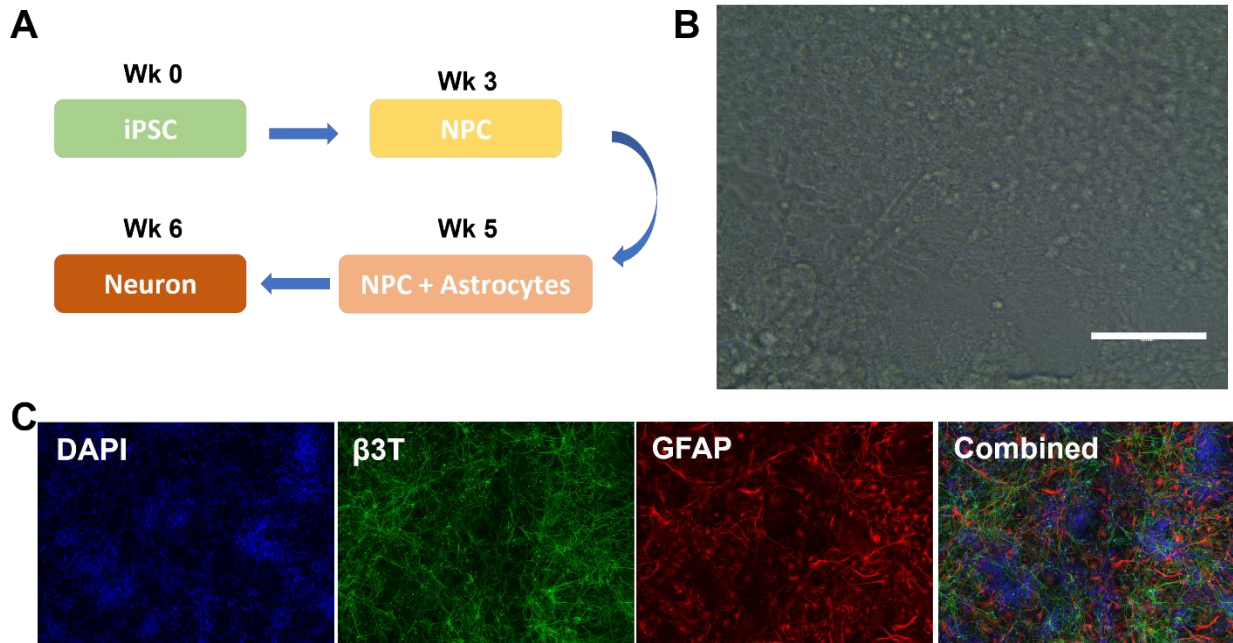 A
Wk 0
iPSC
Wk 3
NPC
Wk 6
Neuron
Wk 5
NPC + Astrocytes
B
C
DAPI
β3T
GFAP
Combined